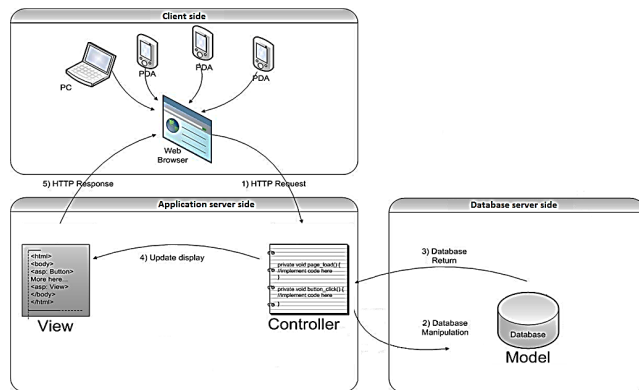 Client side
PC
PDA
PDA
PDA
Web
Browser
5) HTTP Response
1) HTTP Request
Application server side
Database server side
<html>
<body>
<asp: Button>
More here...
<asp: View>
</body>
</html>
View
4) Update display
private void page_load() {
//implement code here
}
private void button_click() {
//implement code here
}
Controller
3) Database
Return
2) Database
Manipulation
Database
Model